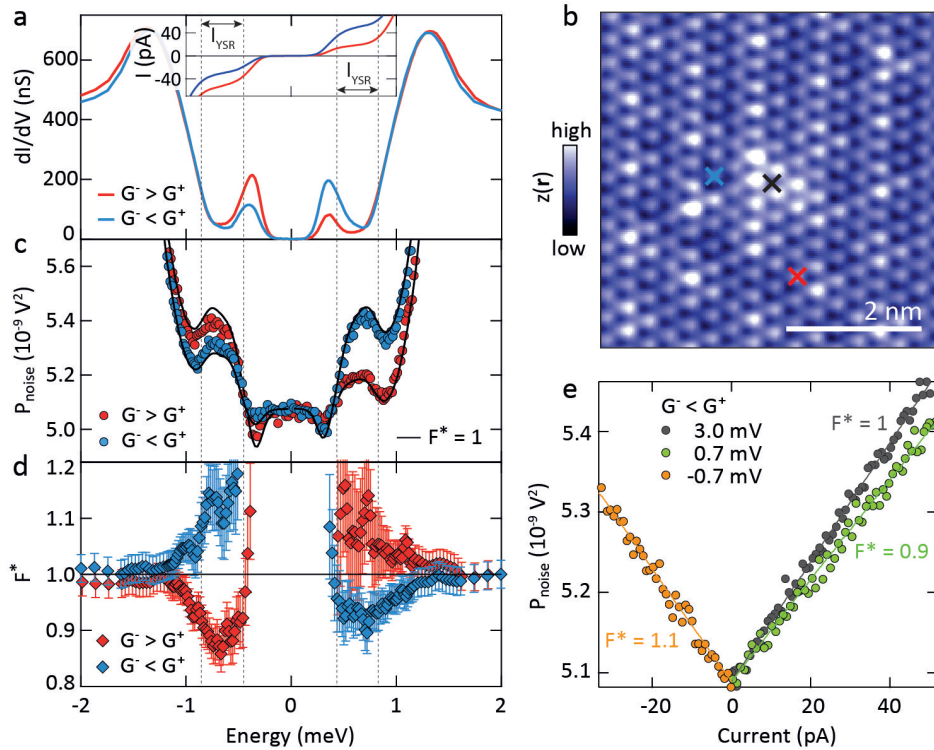 a
600
400
200
0
dI/dV (nS)
I_YSR
I_YSR
40
0
-40
I (pA)
-1
0
1
G⁻ > G⁺
G⁻ < G⁺
b
high
low
z(r)
2 nm
c
5.6
5.4
5.2
5.0
P_noise (10⁻⁹ V²)
G⁻ > G⁺
G⁻ < G⁺
F* = 1
d
1.2
1.1
1.0
0.9
0.8
F*
G⁻ > G⁺
G⁻ < G⁺
-2
-1
0
1
2
Energy (meV)
e
5.4
5.3
5.2
5.1
P_noise (10⁻⁹ V²)
G⁻ < G⁺
3.0 mV
0.7 mV
-0.7 mV
F* = 1
F* = 0.9
F* = 1.1
-20
0
20
40
Current (pA)